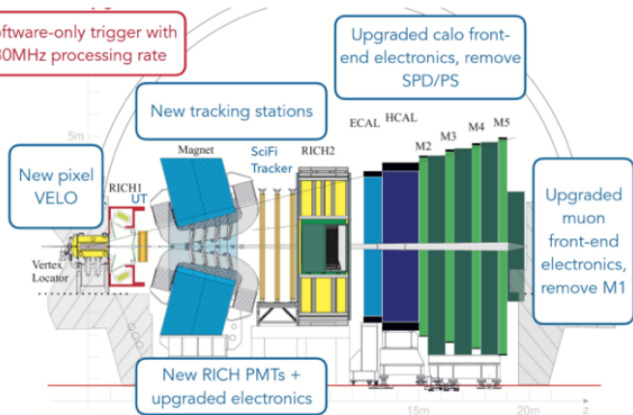 software-only trigger with
30MHz processing rate
Upgraded calo front-
end electronics, remove
SPD/PS
New tracking stations
5m
Magnet
SciFi
Tracker
RICH2
ECAL
HCAL
M2
M3
M4
M5
New pixel
VELO
RICH1
UT
Vertex
Locator
Upgraded
muon
front-end
electronics,
remove M1
New RICH PMTs +
upgraded electronics
15m
20m
z